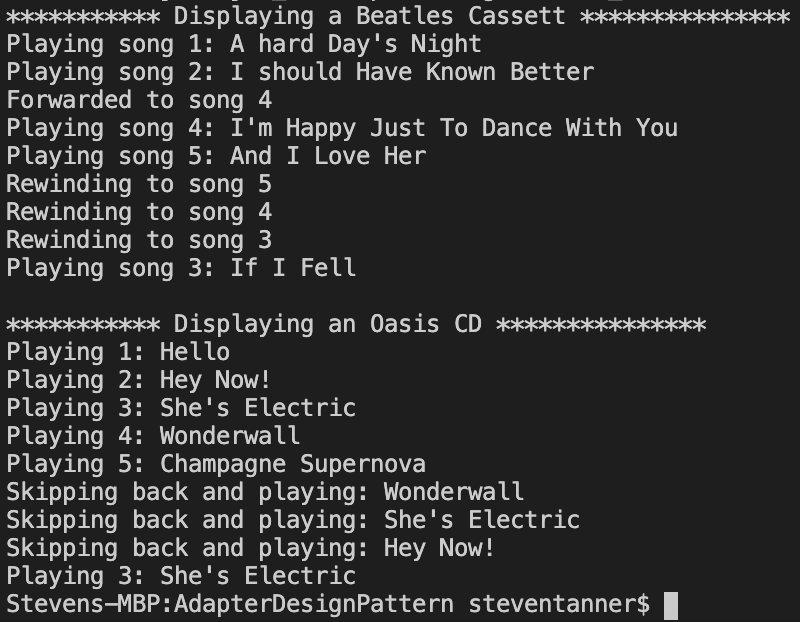 *********** Displaying a Beatles Cassett ***************
Playing song 1: A hard Day's Night
Playing song 2: I should Have Known Better
Forwarded to song 4
Playing song 4: I'm Happy Just To Dance With You
Playing song 5: And I Love Her
Rewinding to song 5
Rewinding to song 4
Rewinding to song 3
Playing song 3: If I Fell
*********** Displaying an Oasis CD ***************
Playing 1: Hello
Playing 2: Hey Now!
Playing 3: She's Electric
Playing 4: Wonderwall
Playing 5: Champagne Supernova
Skipping back and playing: Wonderwall
Skipping back and playing: She's Electric
Skipping back and playing: Hey Now!
Playing 3: She's Electric
Stevens-MBP:AdapterDesignPattern steventanner$